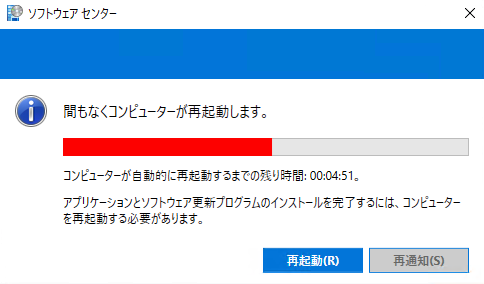 ソフトウェア センター
間もなくコンピューターが再起動します。
コンピューターが自動的に再起動するまでの残り時間: 00:04:51。
アプリケーションとソフトウェア更新プログラムのインストールを完了するには、コンピューター
を再起動する必要があります。
再起動(R)
再通知(S)